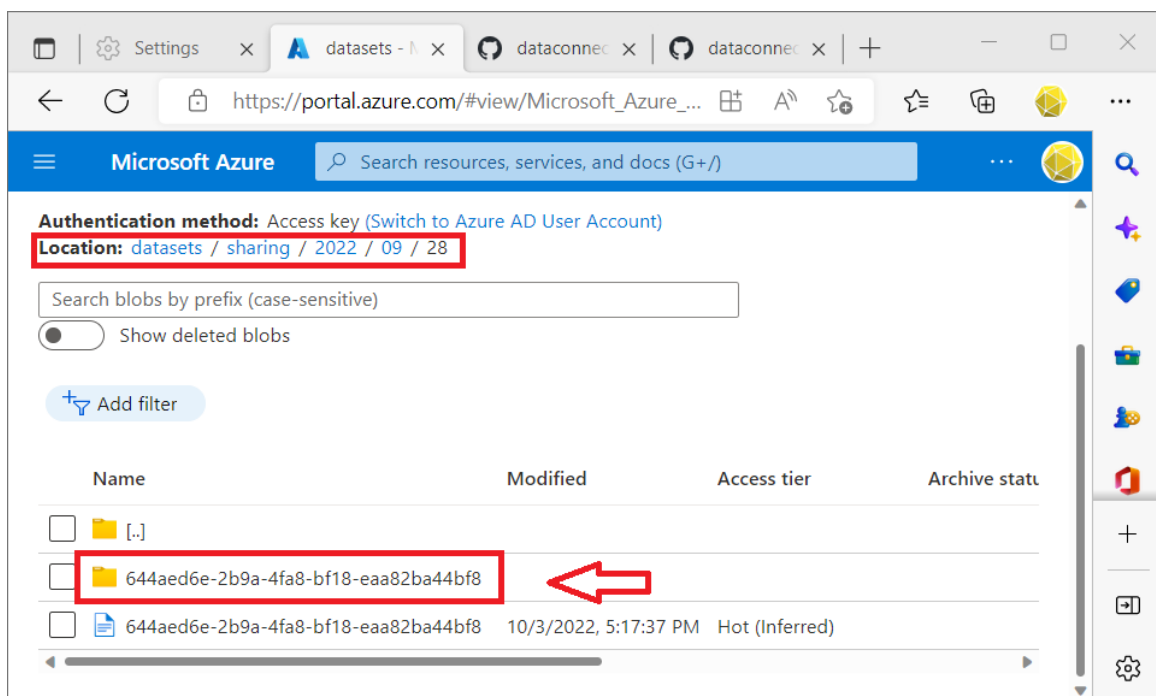 Settings
datasets - M
dataconnec
dataconnec
https://portal.azure.com/#view/Microsoft_Azure_...
Microsoft Azure
Search resources, services, and docs (G+/)
Authentication method: Access key (Switch to Azure AD User Account)
Location: datasets / sharing / 2022 / 09 / 28
Search blobs by prefix (case-sensitive)
Show deleted blobs
Add filter
Name Modified Access tier Archive statu
[..]
644aed6e-2b9a-4fa8-bf18-eaa82ba44bf8
644aed6e-2b9a-4fa8-bf18-eaa82ba44bf8 10/3/2022, 5:17:37 PM Hot (Inferred)